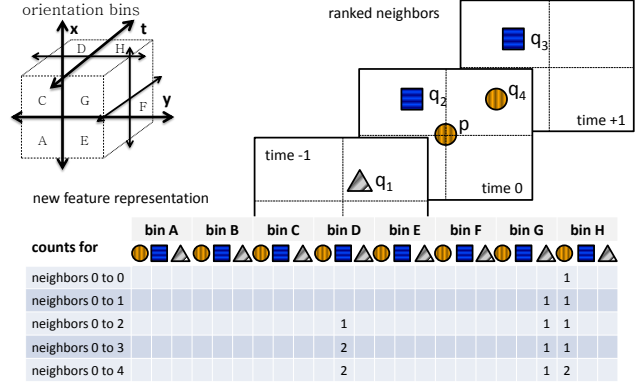 orientation bins
x
t
D
H
C
G
F
y
A
E
ranked neighbors
q3
time +1
q2
q4
p
time 0
time -1
q1
new feature representation
counts for
bin A bin B bin C bin D bin E bin F bin G bin H
neighbors 0 to 0 1
neighbors 0 to 1 1 1
neighbors 0 to 2 1 1 1
neighbors 0 to 3 2 1 1
neighbors 0 to 4 2 1 2